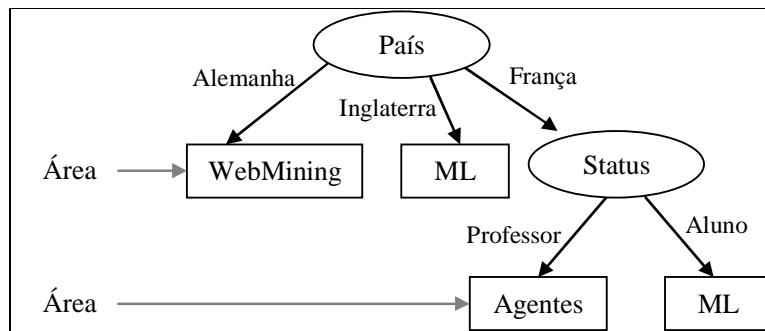 País
Alemanha
França
Inglaterra
Área
WebMining
ML
Status
Professor
Aluno
Área
Agentes
ML